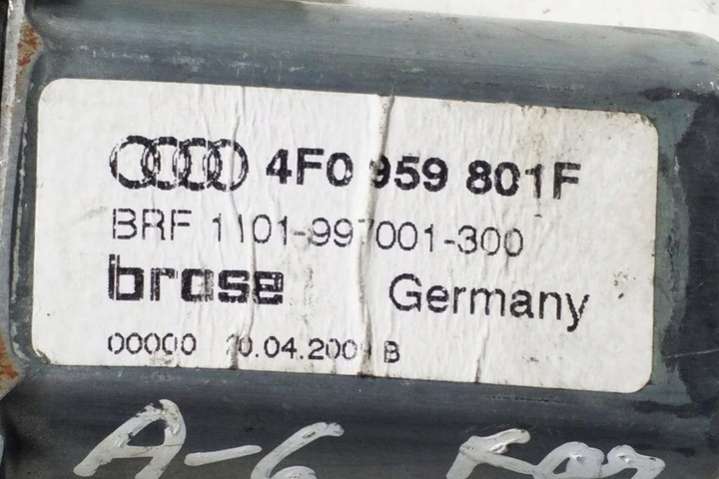 4F0 959 801F
BRF 1101-997001-300
brose Germany
00000 B
A-6